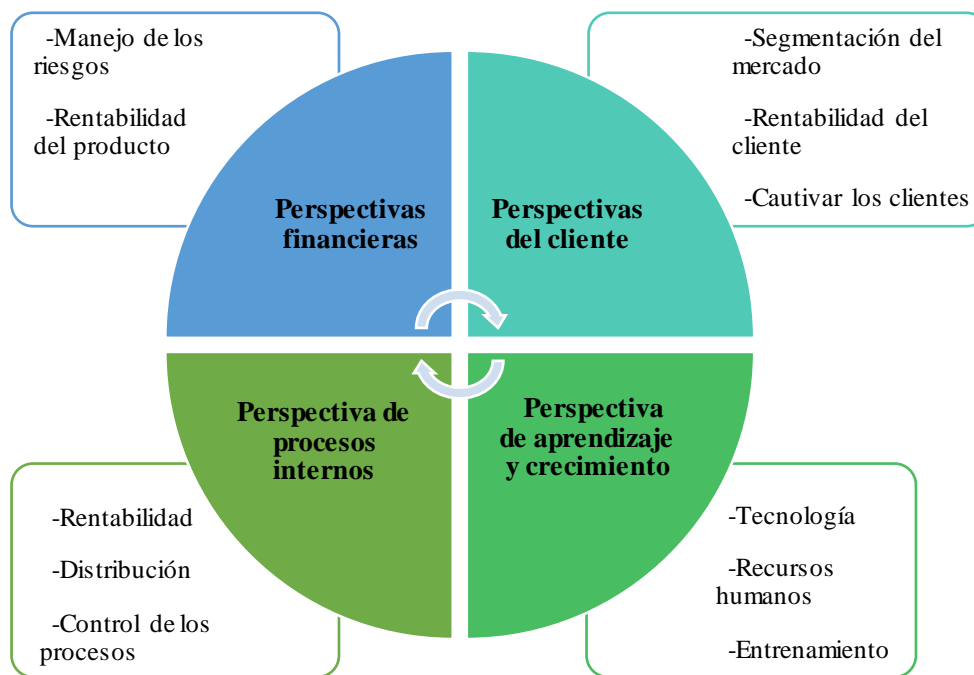 -Manejo de los
riesgos
-Rentabilidad
del producto
Perspectivas
financieras
-Segmentación del
mercado
-Rentabilidad del
cliente
-Cautivar los clientes
Perspectivas
del cliente
Perspectiva de
procesos
internos
-Rentabilidad
-Distribución
-Control de los
procesos
Perspectiva
de aprendizaje
y crecimiento
-Tecnología
-Recursos
humanos
-Entrenamiento